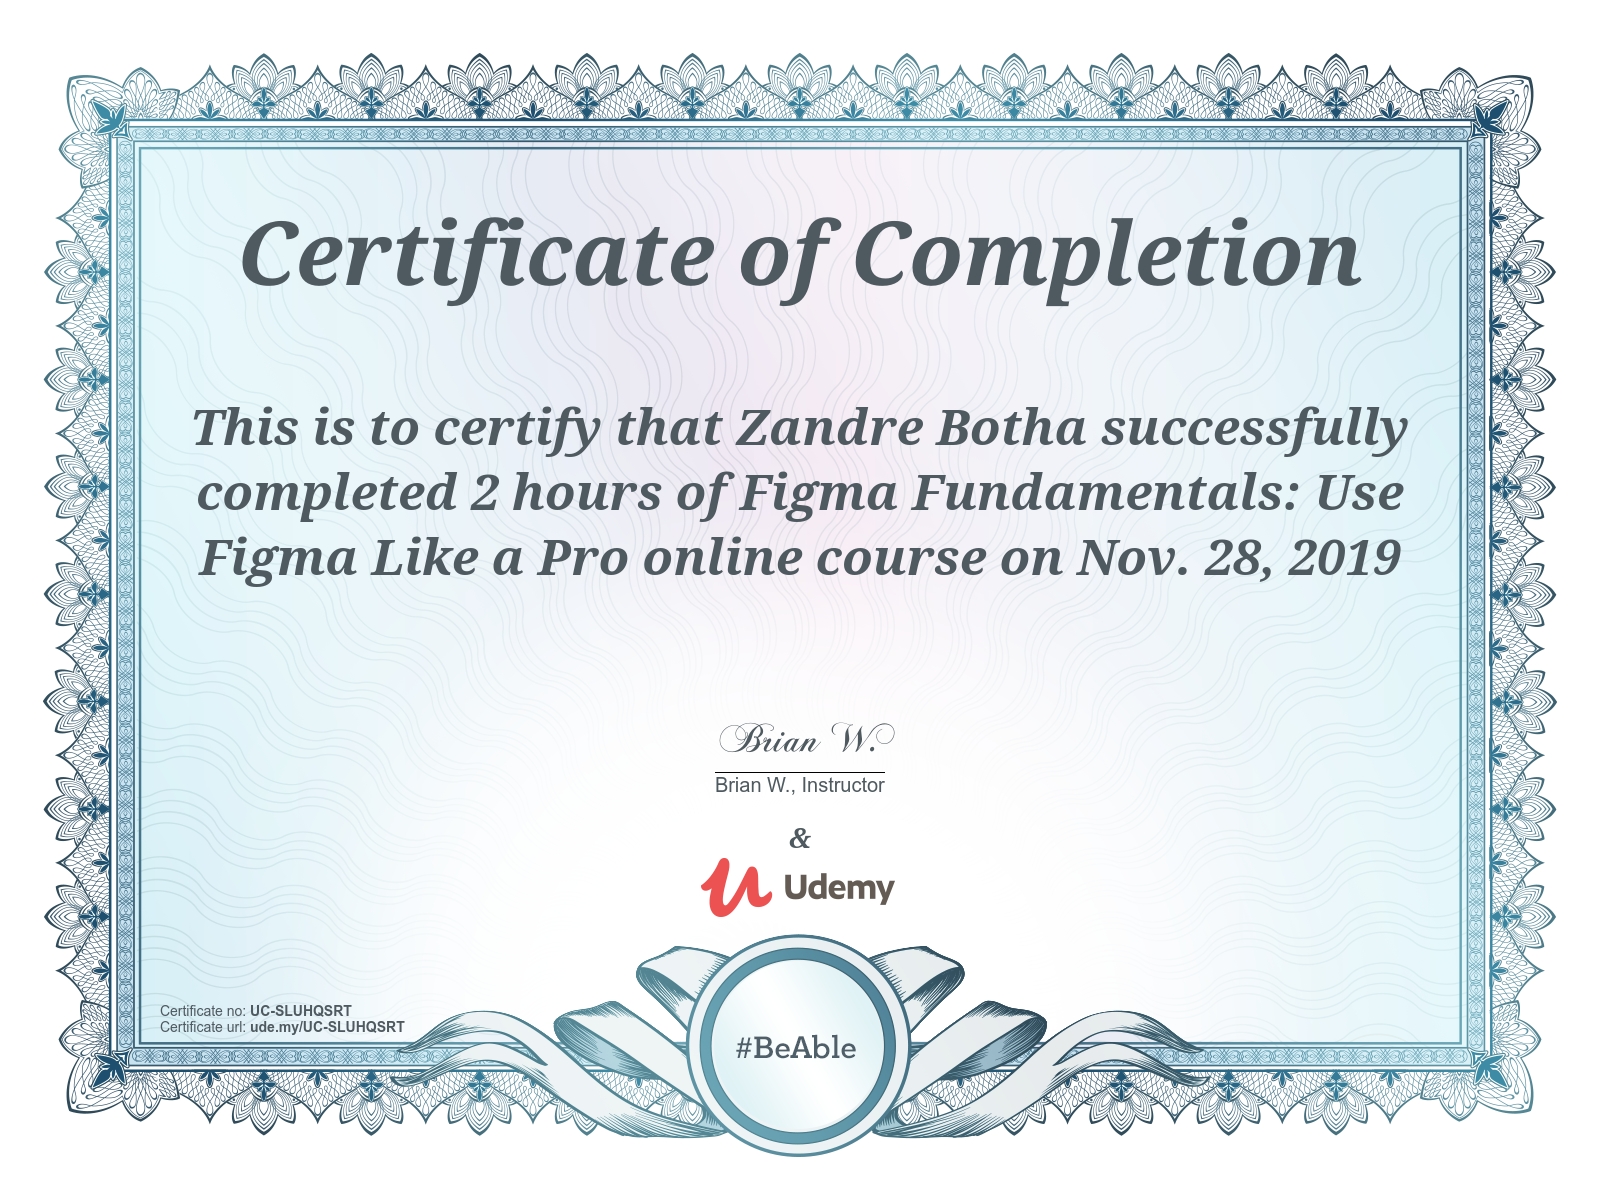 Certificate of Completion
This is to certify that Zandre Botha successfully
completed 2 hours of Figma Fundamentals: Use
Figma Like a Pro online course on Nov. 28, 2019
Brian W.
Brian W., Instructor
&
Udemy
Certificate no: UC-SLUHQSRT
Certificate url: ude.my/UC-SLUHQSRT
#BeAble